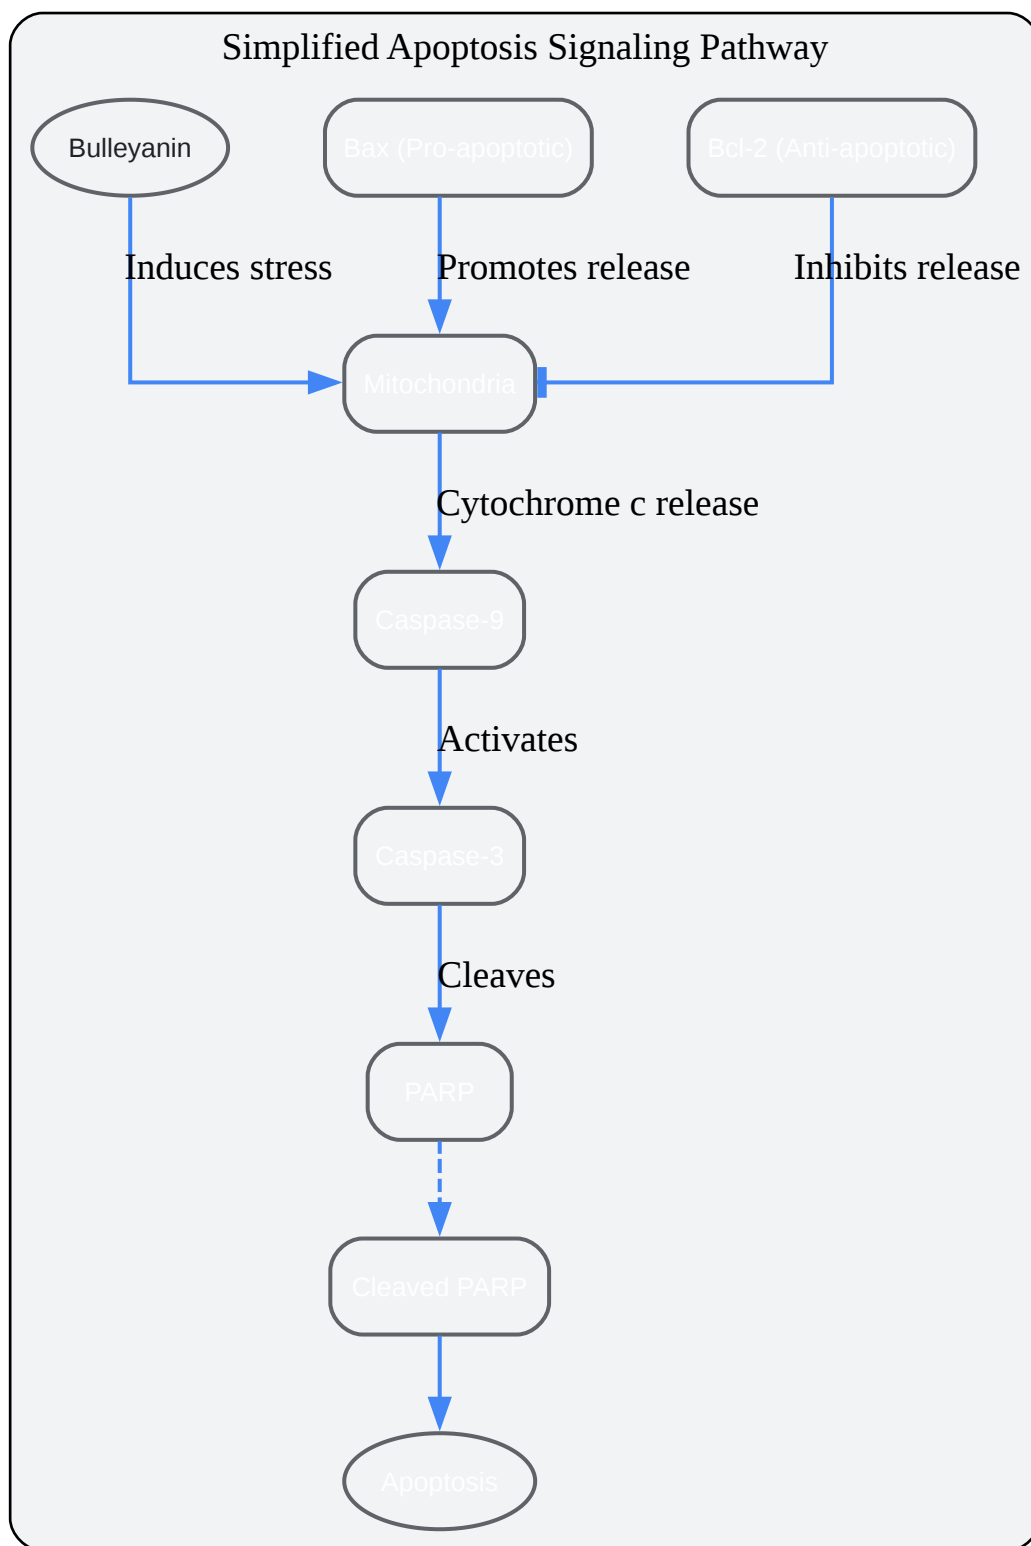 Simplified Apoptosis Signaling Pathway
Bulleyanin
Bax (Pro-apoptotic)
Bcl-2 (Anti-apoptotic)
Induces stress
Promotes release
Inhibits release
Mitochondria
Cytochrome c release
Caspase-9
Activates
Caspase-3
Cleaves
PARP
Cleaved PARP
Apoptosis